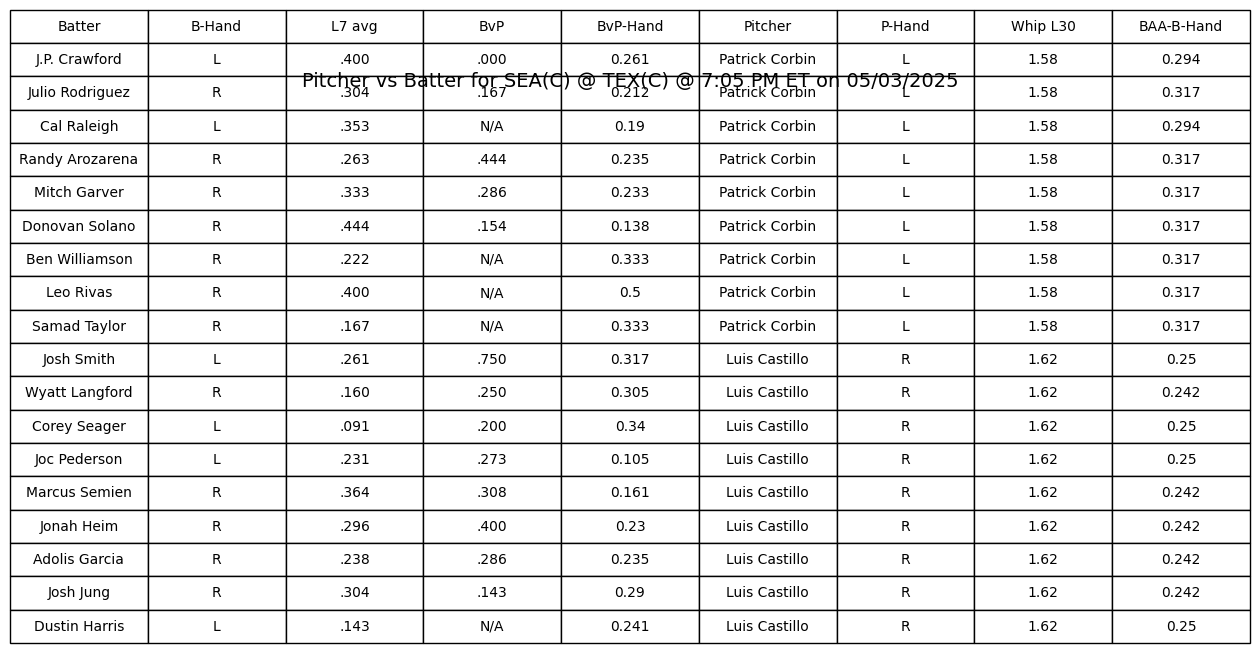 Batter B-Hand L7 avg BvP BvP-Hand Pitcher P-Hand Whip L30 BAA-B-Hand
J.P. Crawford L .400 .000 0.261 Patrick Corbin L 1.58 0.294
Pitcher vs Batter for SEA(C) @ TEX(C) @ 7:05 PM ET on 05/03/2025
Julio Rodriguez R .304 .167 0.212 Patrick Corbin L 1.58 0.317
Cal Raleigh L .353 N/A 0.19 Patrick Corbin L 1.58 0.294
Randy Arozarena R .263 .444 0.235 Patrick Corbin L 1.58 0.317
Mitch Garver R .333 .286 0.233 Patrick Corbin L 1.58 0.317
Donovan Solano R .444 .154 0.138 Patrick Corbin L 1.58 0.317
Ben Williamson R .222 N/A 0.333 Patrick Corbin L 1.58 0.317
Leo Rivas R .400 N/A 0.5 Patrick Corbin L 1.58 0.317
Samad Taylor R .167 N/A 0.333 Patrick Corbin L 1.58 0.317
Josh Smith L .261 .750 0.317 Luis Castillo R 1.62 0.25
Wyatt Langford R .160 .250 0.305 Luis Castillo R 1.62 0.242
Corey Seager L .091 .200 0.34 Luis Castillo R 1.62 0.25
Joc Pederson L .231 .273 0.105 Luis Castillo R 1.62 0.25
Marcus Semien R .364 .308 0.161 Luis Castillo R 1.62 0.242
Jonah Heim R .296 .400 0.23 Luis Castillo R 1.62 0.242
Adolis Garcia R .238 .286 0.235 Luis Castillo R 1.62 0.242
Josh Jung R .304 .143 0.29 Luis Castillo R 1.62 0.242
Dustin Harris L .143 N/A 0.241 Luis Castillo R 1.62 0.25